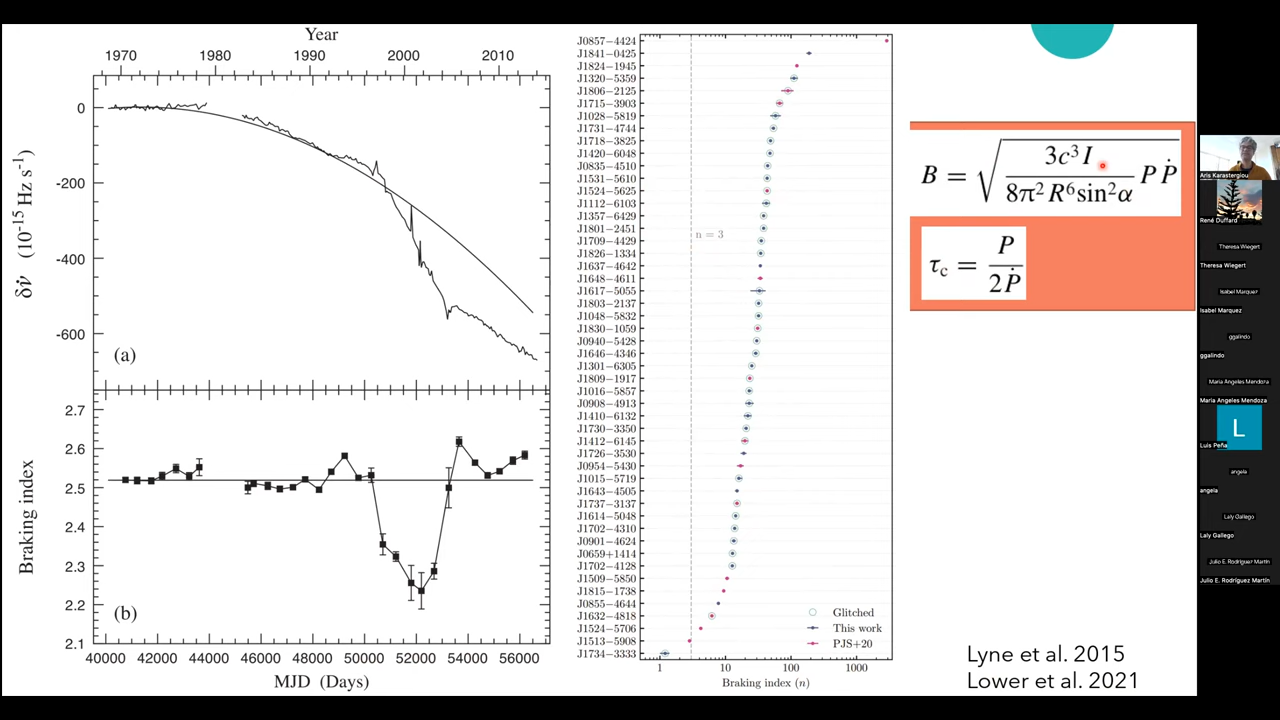 Year
1970 1980 1990 2000 2010
0
-200
-400
-600
δν̇ (10⁻¹⁵ Hz s⁻¹)
(a)
2.7
2.6
2.5
2.4
2.3
2.2
2.1
Braking index
(b)
40000 42000 44000 46000 48000 50000 52000 54000 56000
MJD (Days)
J0857−4424
J1841−0425
J1824−1945
J1320−5359
J1806−2125
J1715−3903
J1028−5819
J1731−4744
J1718−3825
J1420−6048
J0835−4510
J1531−5610
J1524−5625
J1112−6103
J1357−6429
J1801−2451
J1709−4429
J1826−1334
J1637−4642
J1648−4611
J1617−5055
J1803−2137
J1048−5832
J1830−1059
J0940−5428
J1646−4346
J1301−6305
J1809−1917
J1016−5857
J0908−4913
J1410−6132
J1730−3350
J1412−6145
J1726−3530
J0954−5430
J1015−5719
J1643−4505
J1737−3137
J1614−5048
J1702−4310
J0901−4624
J0659+1414
J1702−4128
J1509−5850
J1815−1738
J0855−4644
J1632−4818
J1524−5706
J1513−5908
J1734−3333
n = 3
Glitched
This work
PJS+20
1 10 100 1000
Braking index (n)
B = √(3c³I / 8π²R⁶sin²α PṖ)
τc = P / 2Ṗ
Lyne et al. 2015
Lower et al. 2021
Aris Karastergiou
René Duffard
Theresa Wiegert
Theresa Wiegert
Isabel Marquez
Isabel Marquez
ggalindo
ggalindo
Maria Angeles Mendoza
Maria Angeles Mendoza
L
Luis Peña
angela
angela
Laly Gallego
Laly Gallego
Julio E. Rodríguez Martín
Julio E. Rodríguez Martín